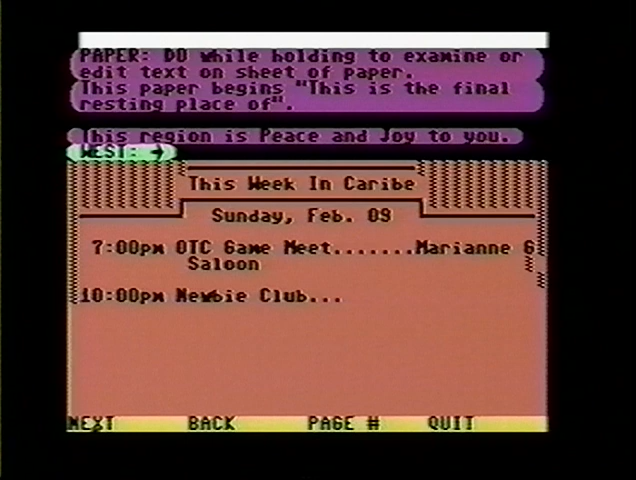 PAPER: DO while holding to examine or
edit text on sheet of paper.
This paper begins "This is the final
resting place of".
This region is Peace and Joy to you.
WEST: →
This Week In Caribe
Sunday, Feb. 09
7:00pm OTC Game Meet.......Marianne G
Saloon
10:00pm Newbie Club...
NEXT BACK PAGE # QUIT